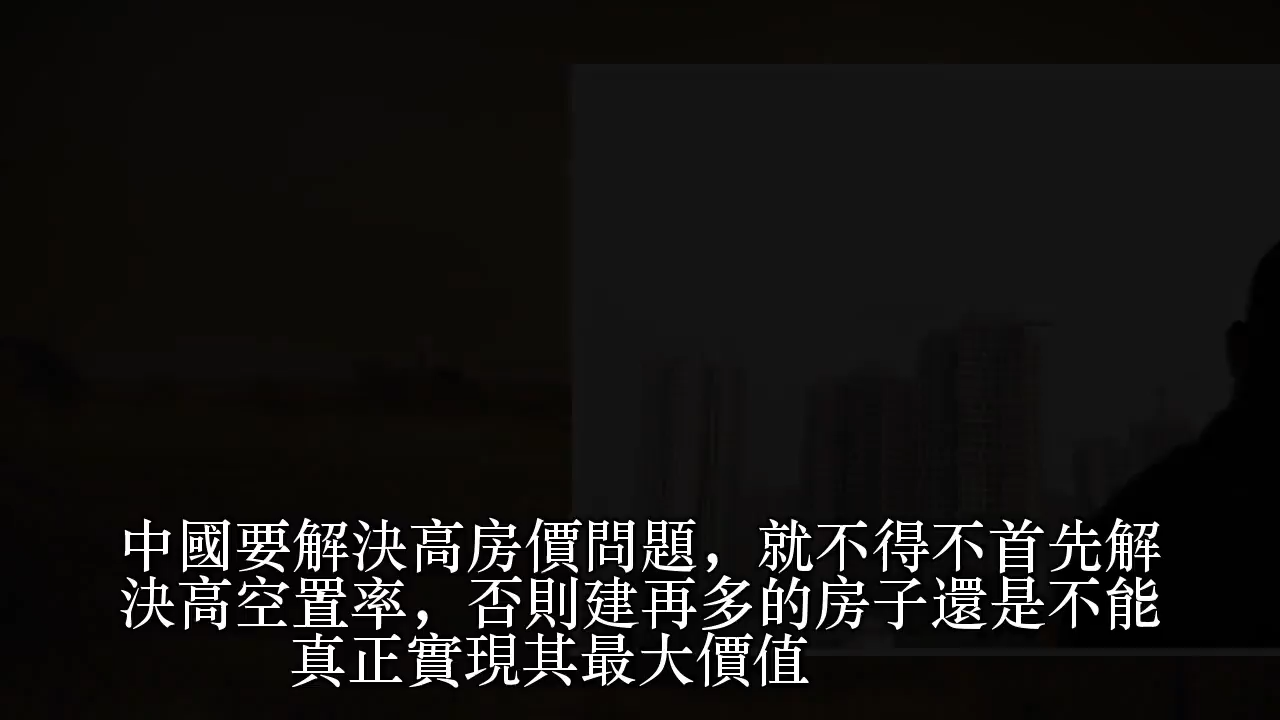 中國要解決高房價問題，就不得不首先解
決高空置率，否則建再多的房子還是不能
真正實現其最大價值